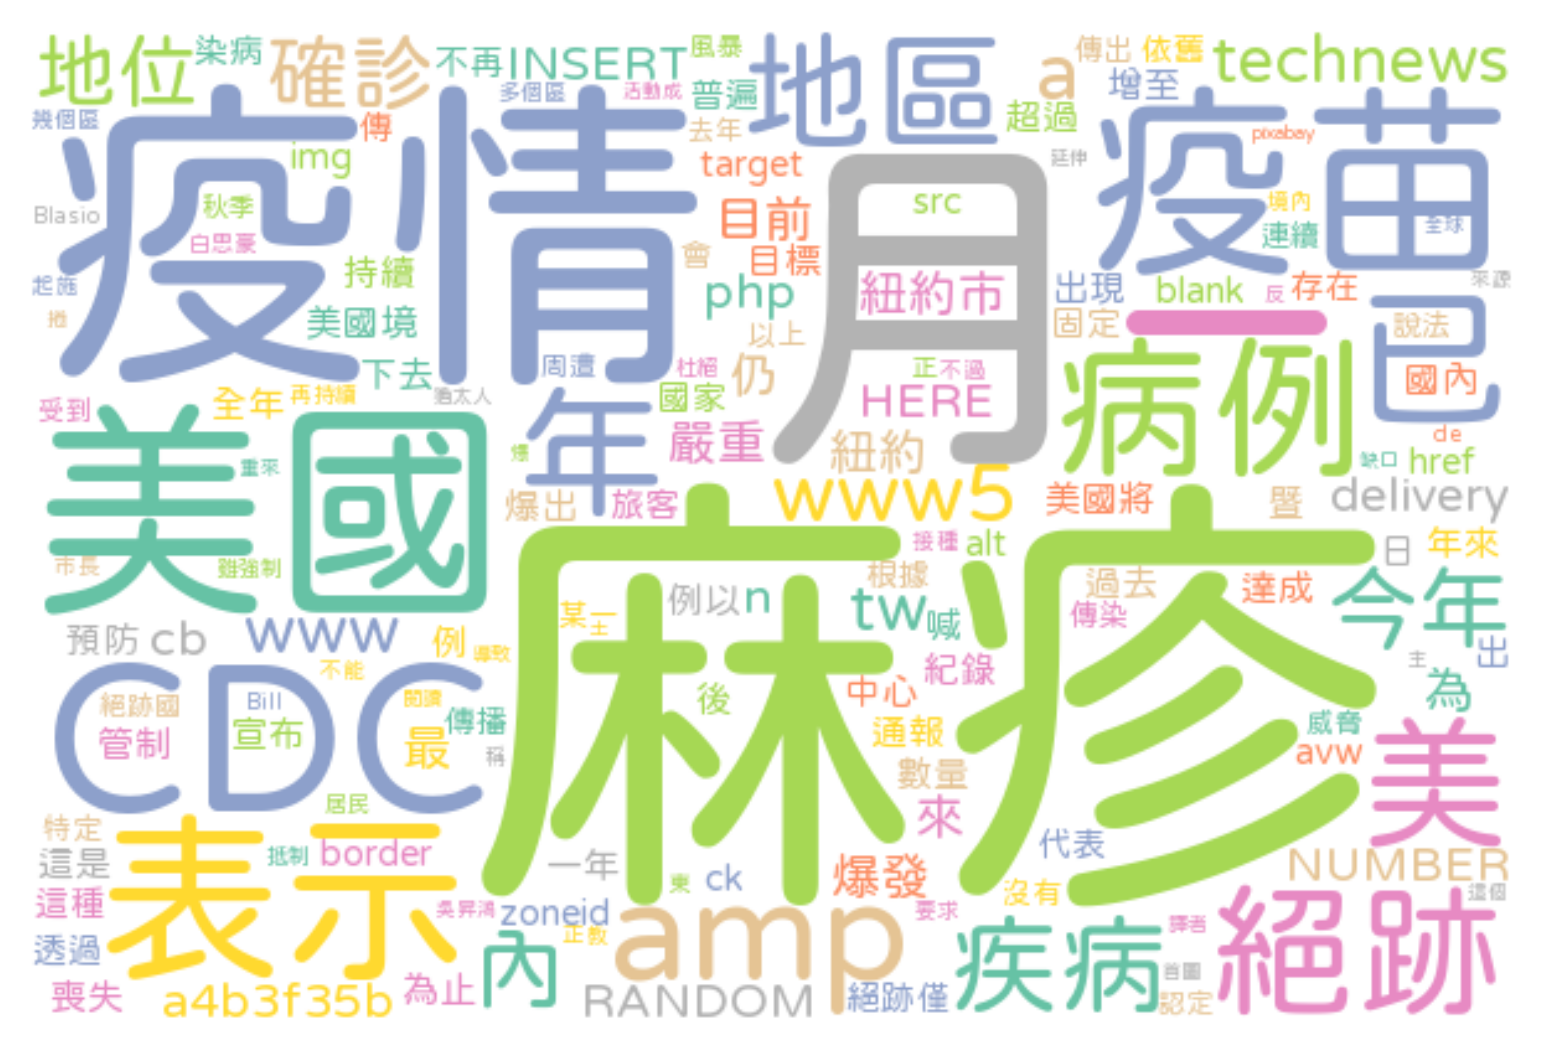 地位 染病 確診 不再 INSERT 風暴 地區 a 傳出 依舊 technews
幾個區 傳 多個區 活動成 普遍 去年 超過 增至 pixabay
疫情 img target 月 延伸 疫苗
Blasio 秋季 白思豪 目前 src 境內 連續 全球
起施 持續 會 目標 紐約市 出現 blank 反 存在 來源
捲 美國境 php 以上 固定 一 說法 已
下去 周遭 杜絕 仍 正 不過 病例 國內
受到 全年 再持續 猶太人 年 國家 HERE de
美國 重來 爆 嚴重 紐約 缺口 href
爆出 旅客 www5 美國將 暨 delivery
市長 雖強制 麻疹 接種 alt 日 年來
預防 cb www 例 導致 某 例以 n 根據 tw 喊 過去 傳染 達成 今年
CDC 不能 紀錄 主 出
絕跡國 Bill 閱讀 後 中心 為
管制 宣布 最 傳播 稱 通報 威脅 avw 美
居民 數量 來
特定 表示 抵制 border 一年 爆發 代表 NUMBER
這是 ck 沒有 這個
這種 吳昇鴻 zoneid amp 要求 疾病 譯者 絕跡
透過 正教 內 首圖
喪失 a4b3f35b 為止 RANDOM 絕跡僅 認定